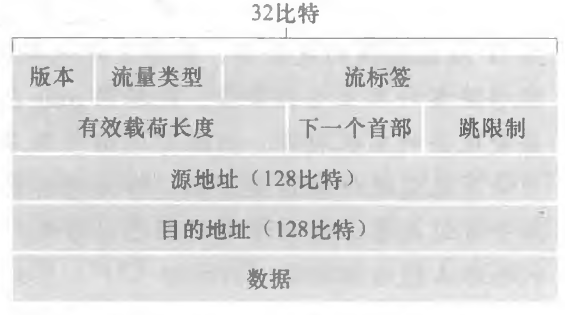 32比特
版本 流量类型 流标签
有效载荷长度 下一个首部 跳限制
源地址（128比特）
目的地址（128比特）
数据